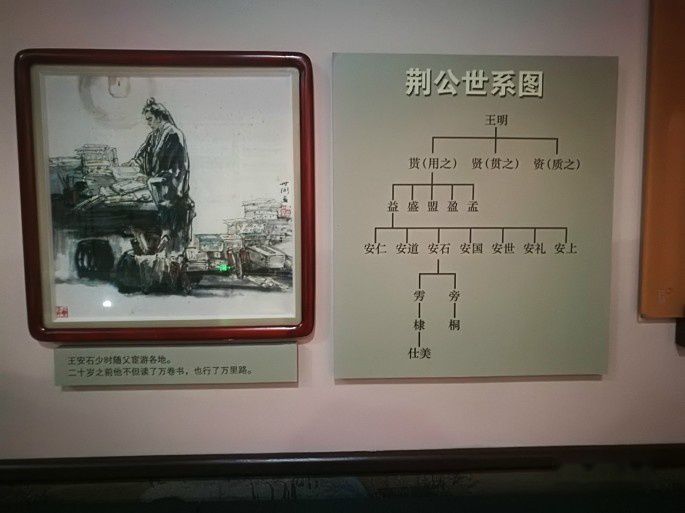 荆公世系图
王明
贯(用之) 贤(贯之) 资(质之)
益 盛 盟 盈 孟
安仁 安道 安石 安国 安世 安礼 安上
雱 旁
棣 桐
仕美
王安石少时随父宦游各地。
二十岁之前他不但读了万卷书，也行了万里路。